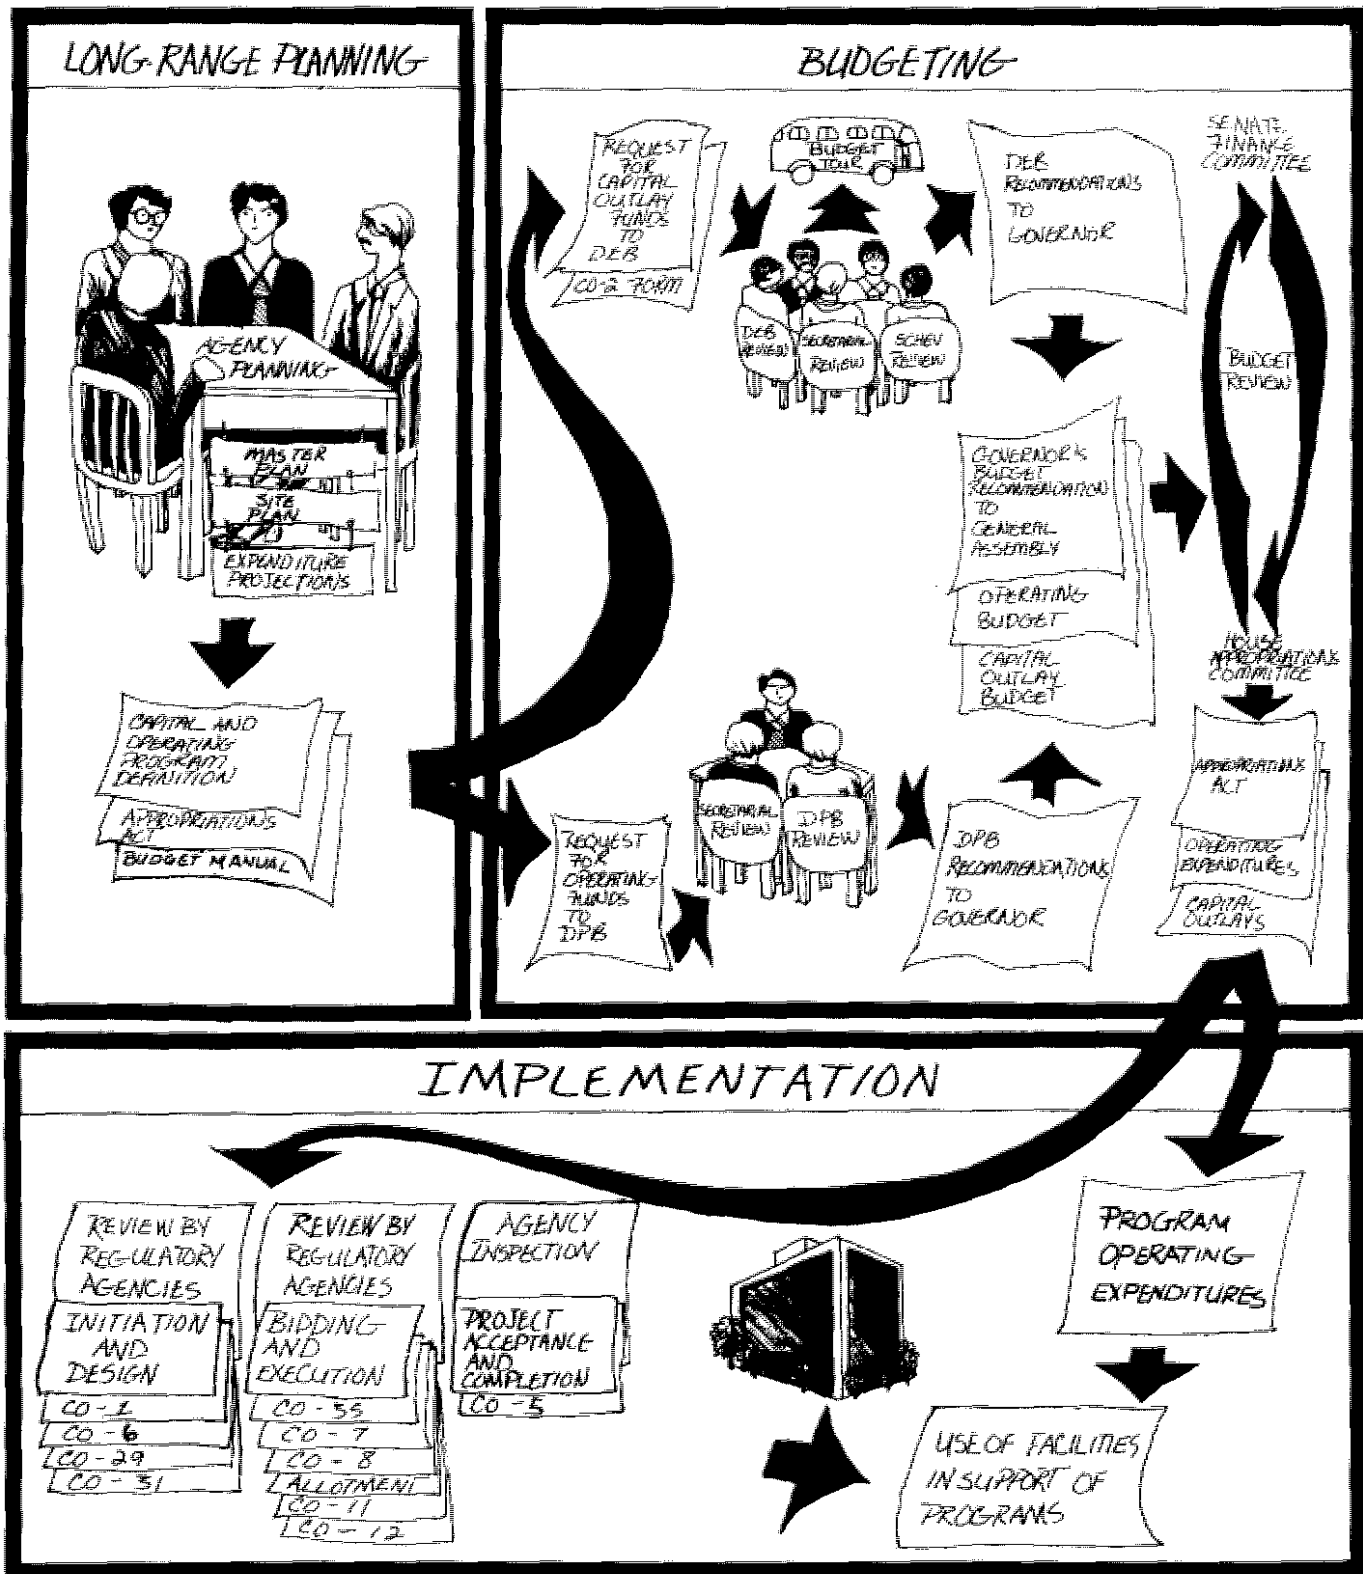 LONG-RANGE PLANNING
AGENCY
PLANNING
MASTER
PLAN
SITE
PLAN
EXPENDITURE
PROJECTIONS
CAPITAL AND
OPERATING
PROGRAM
DEFINITION
APPROPRIATIONS
ACT
BUDGET MANUAL
BUDGETING
REQUEST
FOR
CAPITAL
OUTLAY
FUNDS
TO
DEB
CO-2 FORM
BUDGET
TOUR
DEB
REVIEW
SECRETARIAL
REVIEW
SCHEV
REVIEW
DEB
RECOMMENDATIONS
TO
GOVERNOR
SENATE
FINANCE
COMMITTEE
BUDGET
REVIEW
GOVERNOR'S
BUDGET
RECOMMENDATION
TO
GENERAL
ASSEMBLY
OPERATING
BUDGET
CAPITAL
OUTLAY
BUDGET
HOUSE
APPROPRIATIONS
COMMITTEE
REQUEST
FOR
OPERATING
FUNDS
TO
DPB
SECRETARIAL
REVIEW
DPB
REVIEW
DPB
RECOMMENDATIONS
TO
GOVERNOR
APPROPRIATIONS
ACT
OPERATING
EXPENDITURES
CAPITAL
OUTLAYS
IMPLEMENTATION
REVIEW BY
REGULATORY
AGENCIES
INITIATION
AND
DESIGN
CO-1
CO-6
CO-29
CO-31
REVIEW BY
REGULATORY
AGENCIES
BIDDING
AND
EXECUTION
CO-7
CO-8
ALLOTMENT
CO-11
CO-12
AGENCY
INSPECTION
PROJECT
ACCEPTANCE
AND
COMPLETION
CO-5
PROGRAM
OPERATING
EXPENDITURES
USE OF FACILITIES
IN SUPPORT OF
PROGRAMS